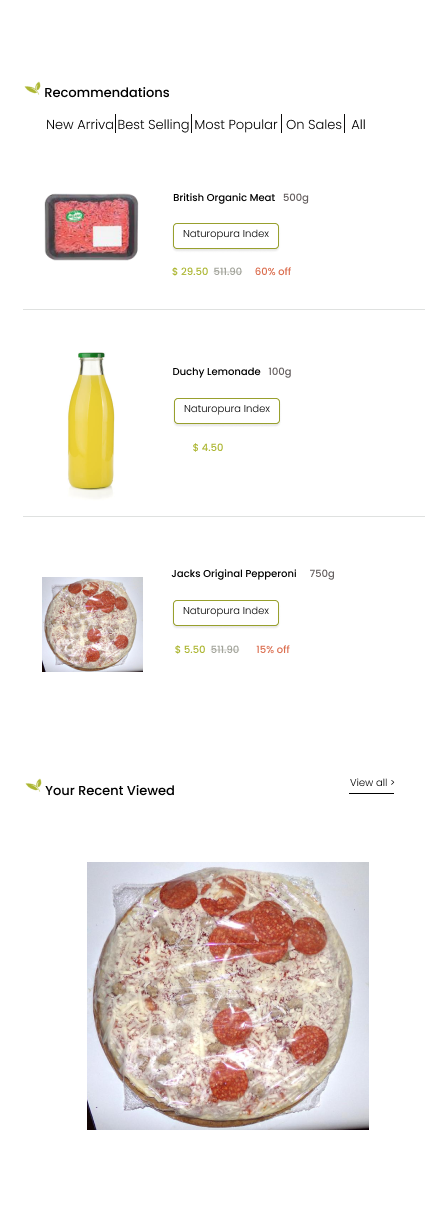 Recommendations
New Arriva Best Selling Most Popular On Sales All
British Organic Meat 500g
Naturopura Index
$ 29.50 511.90 60% off
Duchy Lemonade 100g
Naturopura Index
$ 4.50
Jacks Original Pepperoni 750g
Naturopura Index
$ 5.50 511.90 15% off
Your Recent Viewed
View all >